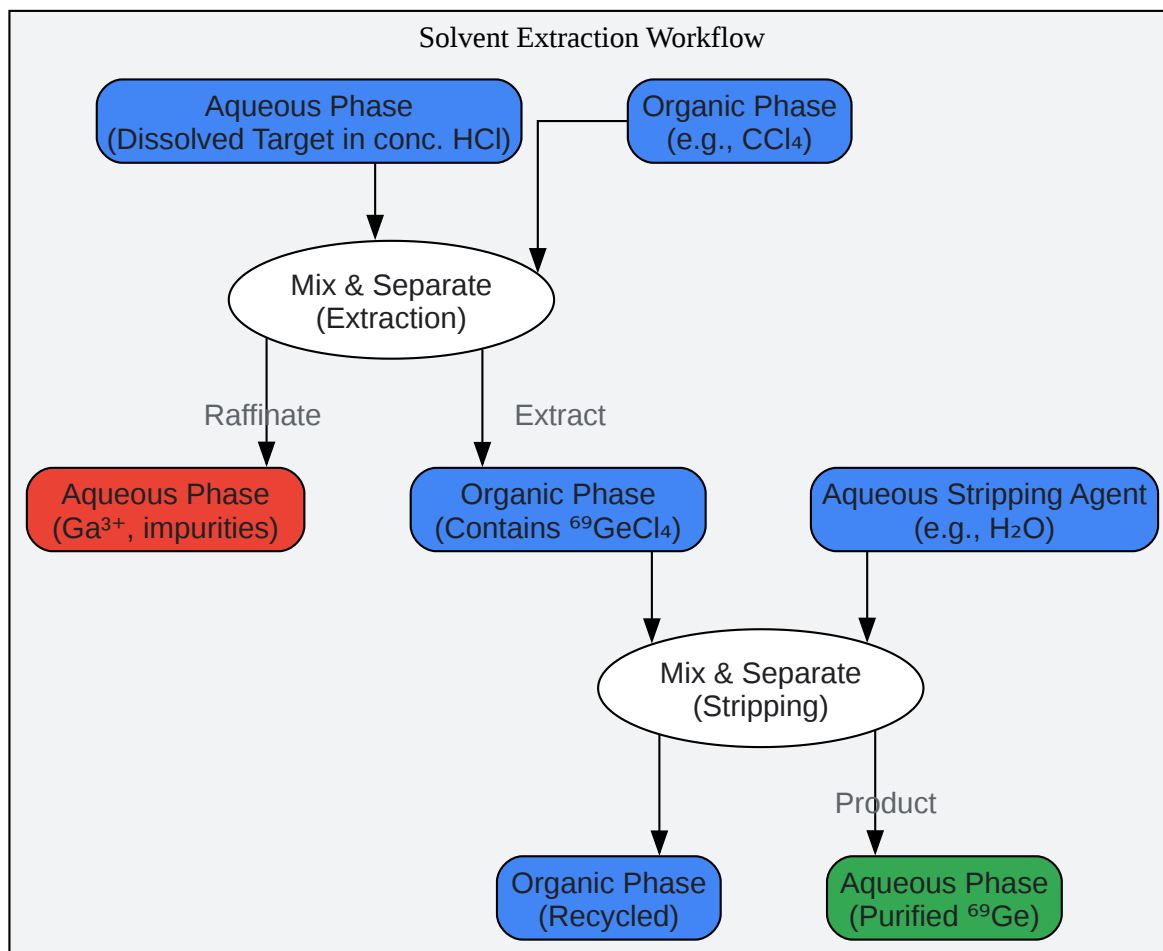 Solvent Extraction Workflow
Aqueous Phase
(Dissolved Target in conc. HCl)
Organic Phase
(e.g., CCl₄)
Mix & Separate
(Extraction)
Raffinate
Extract
Aqueous Phase
(Ga³⁺, impurities)
Organic Phase
(Contains ⁶⁹GeCl₄)
Aqueous Stripping Agent
(e.g., H₂O)
Mix & Separate
(Stripping)
Product
Organic Phase
(Recycled)
Aqueous Phase
(Purified ⁶⁹Ge)